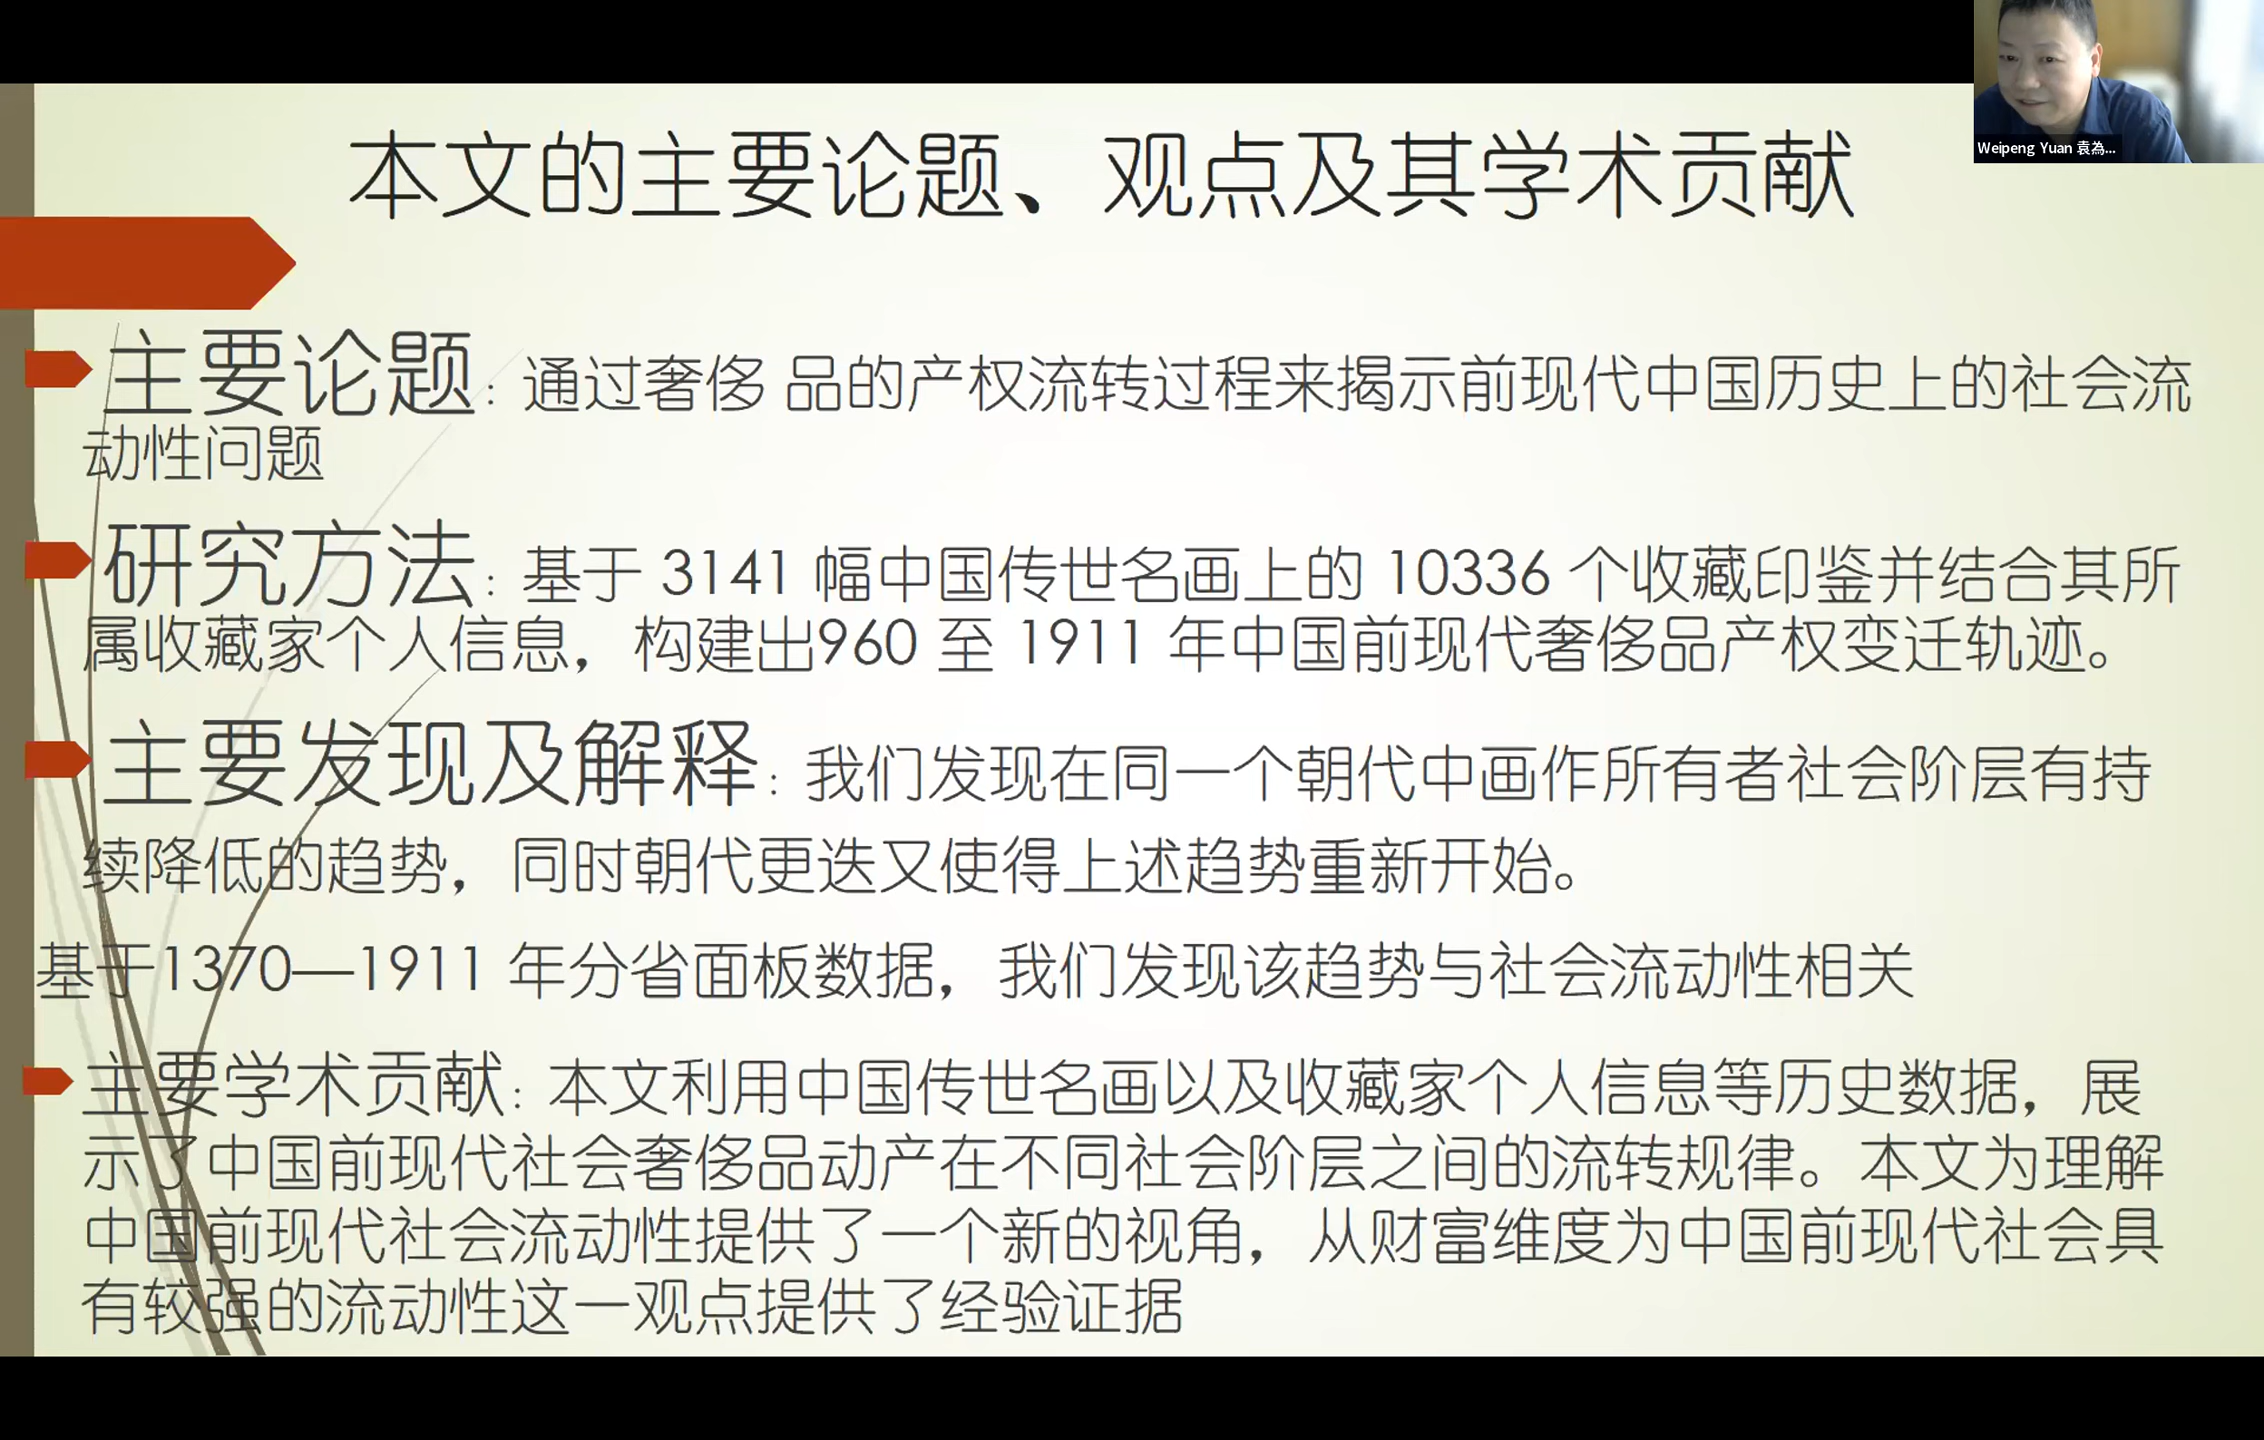 本文的主要论题、观点及其学术贡献
Weipeng Yuan 袁為...
主要论题：通过奢侈 品的产权流转过程来揭示前现代中国历史上的社会流
动性问题
研究方法：基于 3141 幅中国传世名画上的 10336 个收藏印鉴并结合其所
属收藏家个人信息，构建出960 至 1911 年中国前现代奢侈品产权变迁轨迹。
主要发现及解释：我们发现在同一个朝代中画作所有者社会阶层有持
续降低的趋势，同时朝代更迭又使得上述趋势重新开始。
基于1370—1911 年分省面板数据，我们发现该趋势与社会流动性相关
主要学术贡献：本文利用中国传世名画以及收藏家个人信息等历史数据，展
示了中国前现代社会奢侈品动产在不同社会阶层之间的流转规律。本文为理解
中国前现代社会流动性提供了一个新的视角，从财富维度为中国前现代社会具
有较强的流动性这一观点提供了经验证据